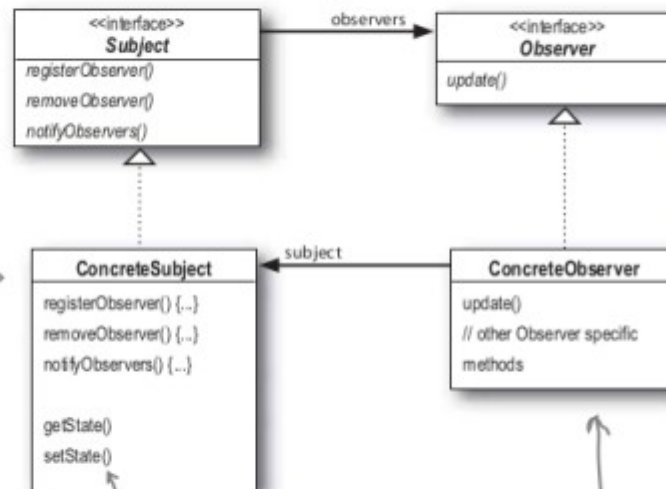 <<interface>>
Subject
registerObserver()
removeObserver()
notifyObservers()
observers
<<interface>>
Observer
update()
subject
ConcreteSubject
registerObserver() {...}
removeObserver() {...}
notifyObservers() {...}
getState()
setState()
ConcreteObserver
update()
// other Observer specific
methods